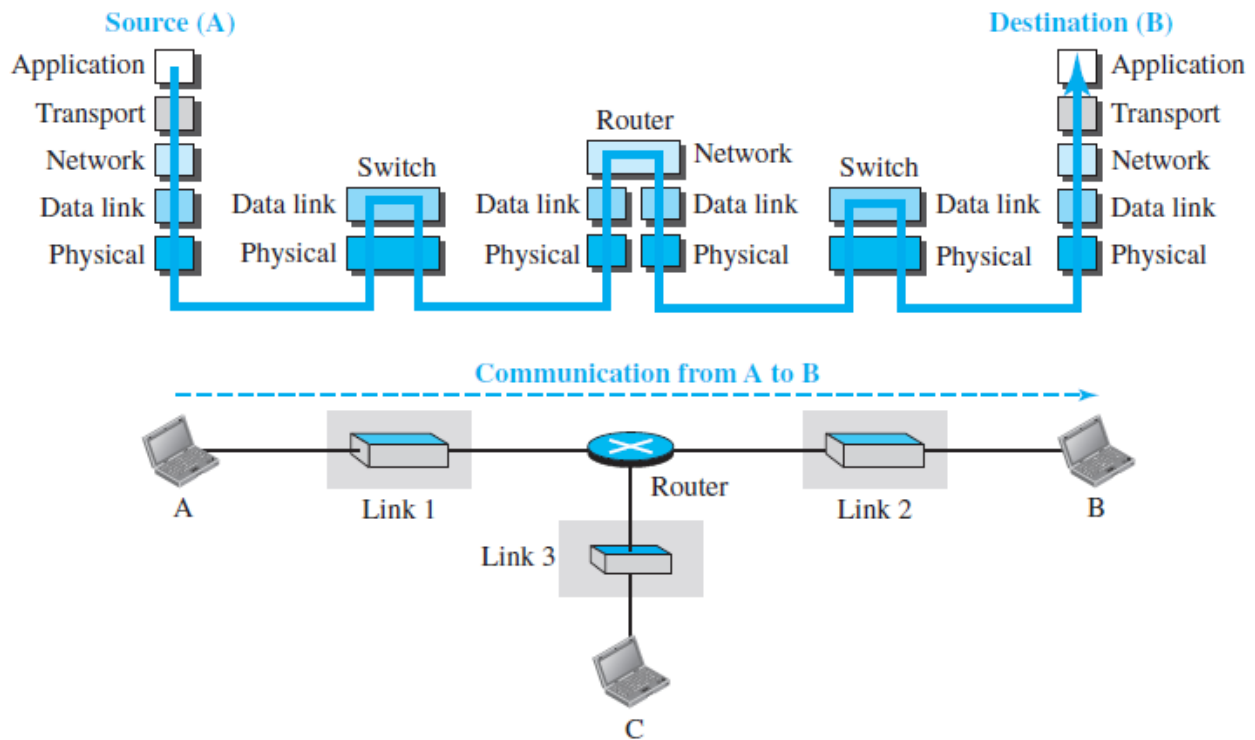 Source (A)
Destination (B)
Application
Application
Transport
Transport
Router
Network
Network
Network
Switch
Switch
Data link
Data link
Data link
Data link
Data link
Data link
Physical
Physical
Physical
Physical
Physical
Physical
Communication from A to B
A
Link 1
Router
Link 2
B
Link 3
C